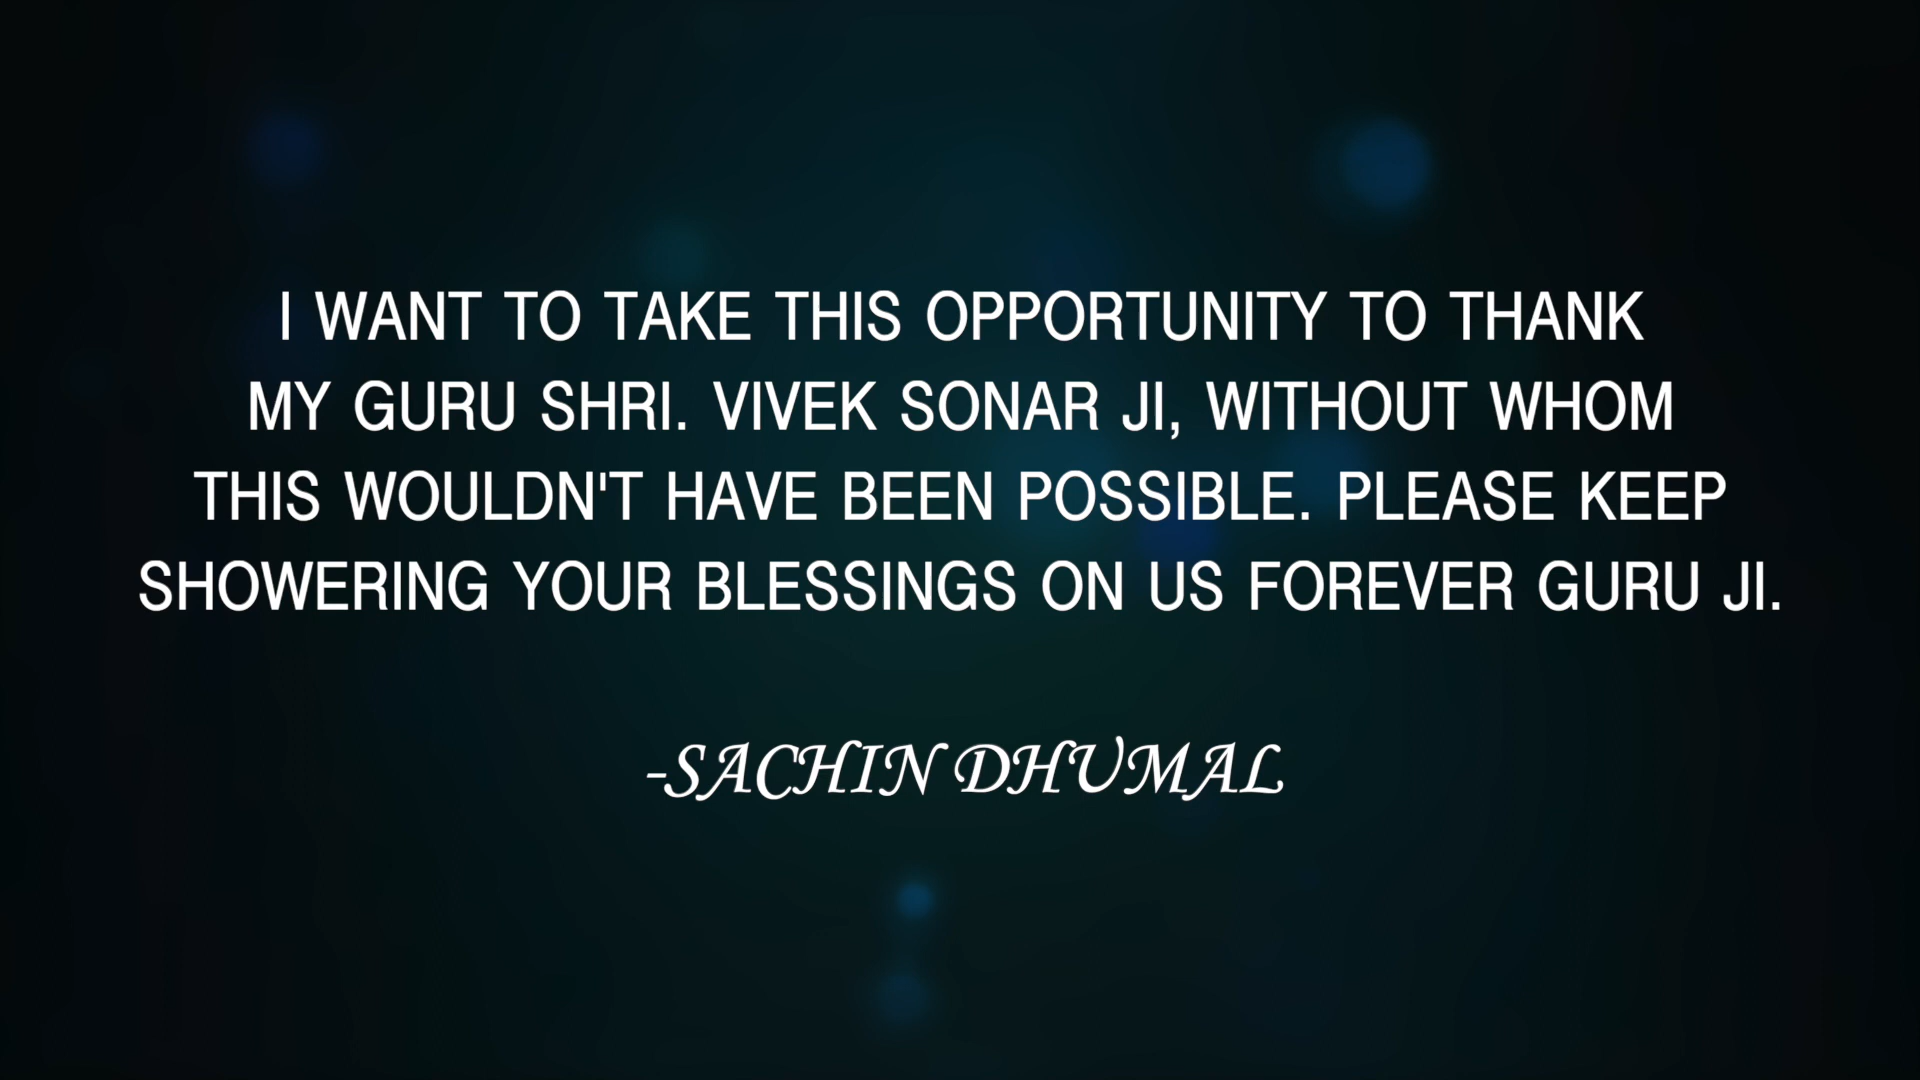 I WANT TO TAKE THIS OPPORTUNITY TO THANK
MY GURU SHRI. VIVEK SONAR JI, WITHOUT WHOM
THIS WOULDN'T HAVE BEEN POSSIBLE. PLEASE KEEP
SHOWERING YOUR BLESSINGS ON US FOREVER GURU JI.
-SACHIN DHUMAL